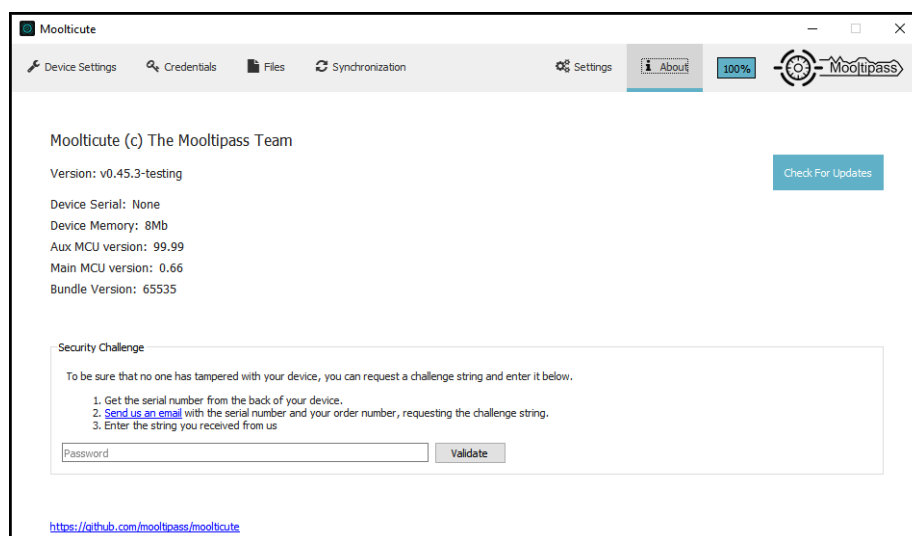 Moolticute
Device Settings Credentials Files Synchronization Settings About 100% Mooltipass
Moolticute (c) The Mooltipass Team
Version: v0.45.3-testing
Check For Updates
Device Serial: None
Device Memory: 8Mb
Aux MCU version: 99.99
Main MCU version: 0.66
Bundle Version: 65535
Security Challenge
To be sure that no one has tampered with your device, you can request a challenge string and enter it below.
1. Get the serial number from the back of your device.
2. Send us an email with the serial number and your order number, requesting the challenge string.
3. Enter the string you received from us
Password Validate
https://github.com/mooltipass/moolticute